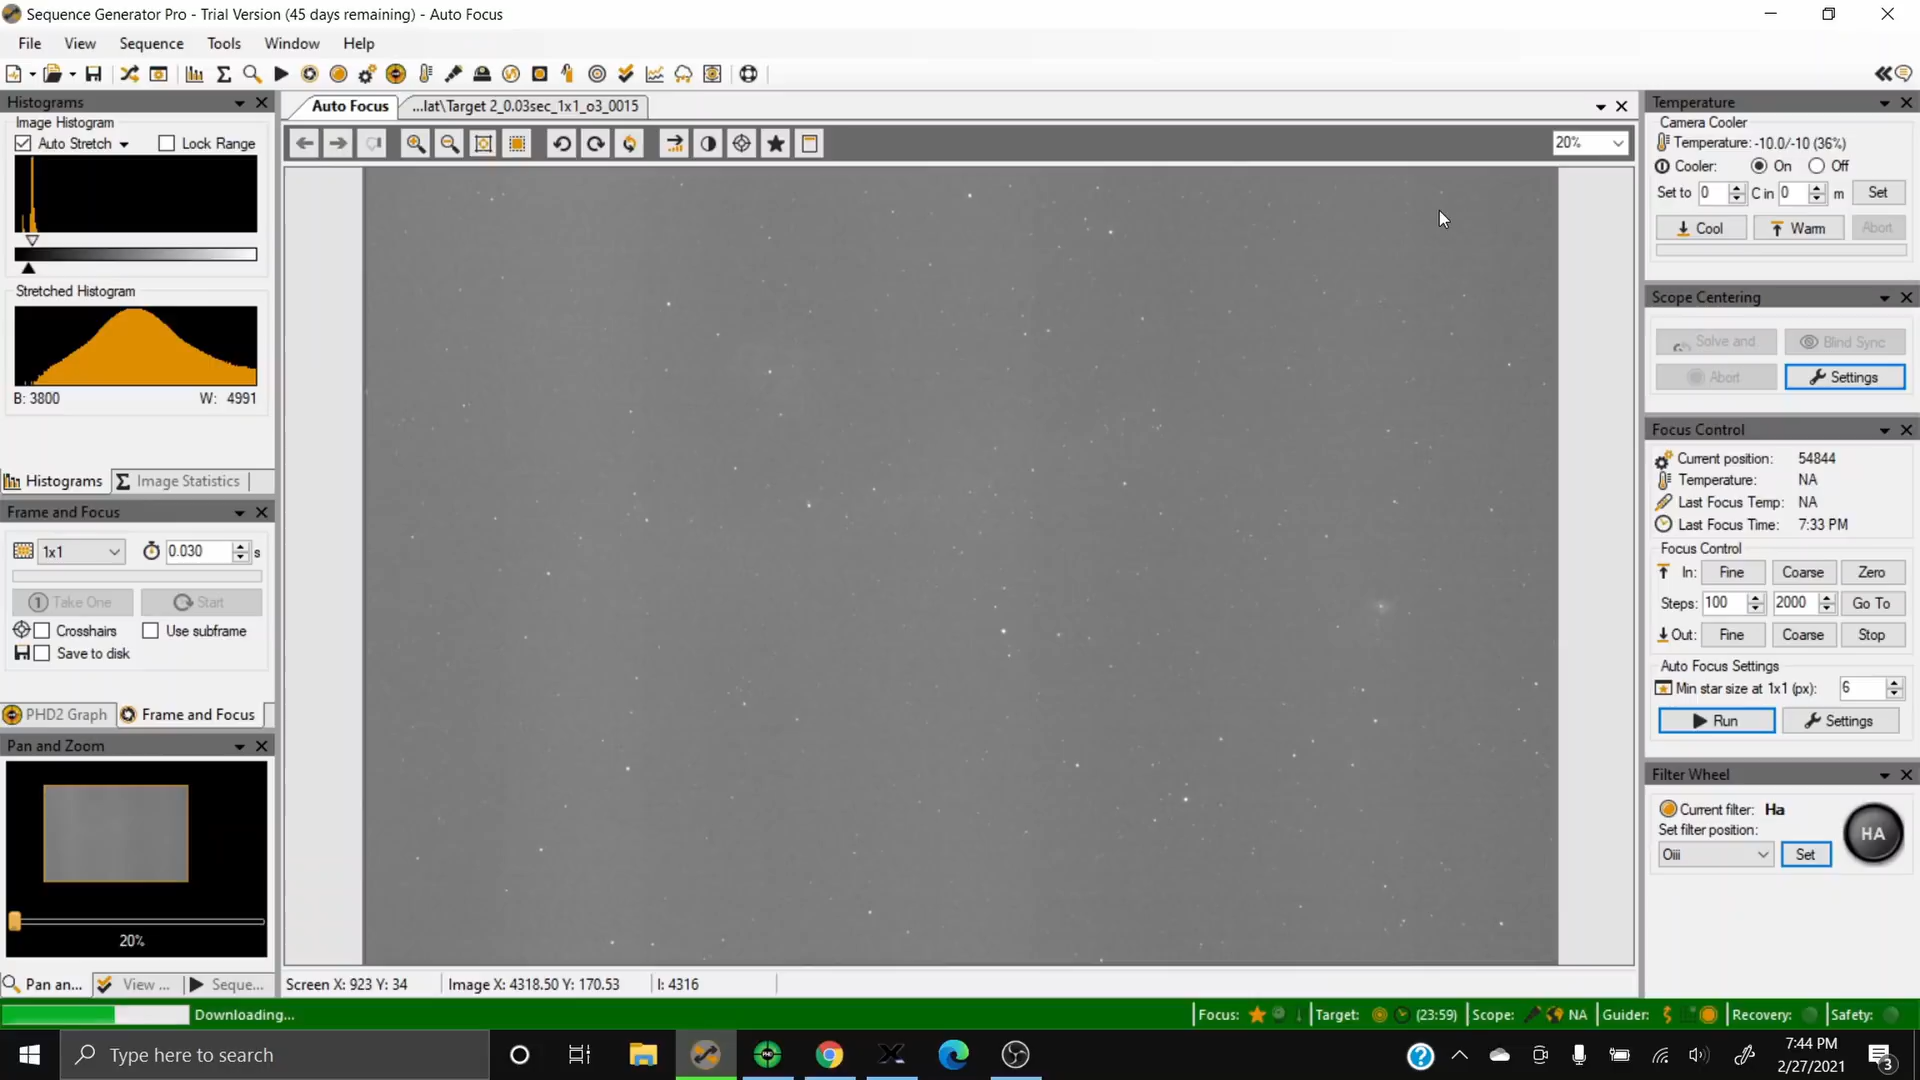 Sequence Generator Pro - Trial Version (45 days remaining) - Auto Focus
File View Sequence Tools Window Help
Histograms
Image Histogram
Auto Stretch Lock Range
Stretched Histogram
B: 3800 W: 4991
Histograms Image Statistics
Frame and Focus
1x1 0.030 s
Take One Start
Crosshairs Use subframe
Save to disk
PHD2 Graph Frame and Focus
Pan and Zoom
20%
Pan an... View ... Seque...
Auto Focus ...lat\Target 2_0.03sec_1x1_o3_0015
20%
Screen X: 923 Y: 34 Image X: 4318.50 Y: 170.53 I: 4316
Temperature
Camera Cooler
Temperature: -10.0/-10 (36%)
Cooler: On Off
Set to 0 C in 0 m Set
Cool Warm Abort
Scope Centering
Solve and Blind Sync
Abort Settings
Focus Control
Current position: 54844
Temperature: NA
Last Focus Temp: NA
Last Focus Time: 7:33 PM
Focus Control
In: Fine Coarse Zero
Steps: 100 2000 Go To
Out: Fine Coarse Stop
Auto Focus Settings
Min star size at 1x1 (px): 6
Run Settings
Filter Wheel
Current filter: Ha
Set filter position:
Oiii Set
HA
Downloading... Focus: Target: (23:59) Scope: NA Guider: Recovery: Safety:
Type here to search
7:44 PM
2/27/2021
3